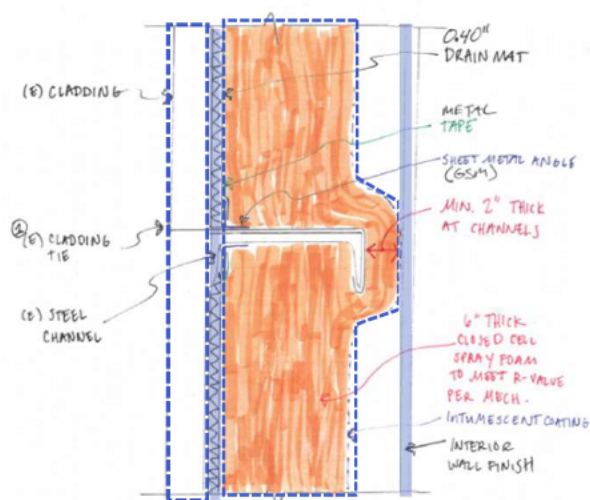 0.40"
DRAIN MAT
(E) CLADDING
METAL
TAPE
SHEET METAL ANGLE
(GSM)
MIN. 2" THICK
AT CHANNELS
2
(E) CLADDING
TIE
(E) STEEL
CHANNEL
6" THICK
CLOSED CELL
SPRAY FOAM
TO MEET R-VALUE
PER MECH.
INTUMESCENT COATING
INTERIOR
WALL FINISH